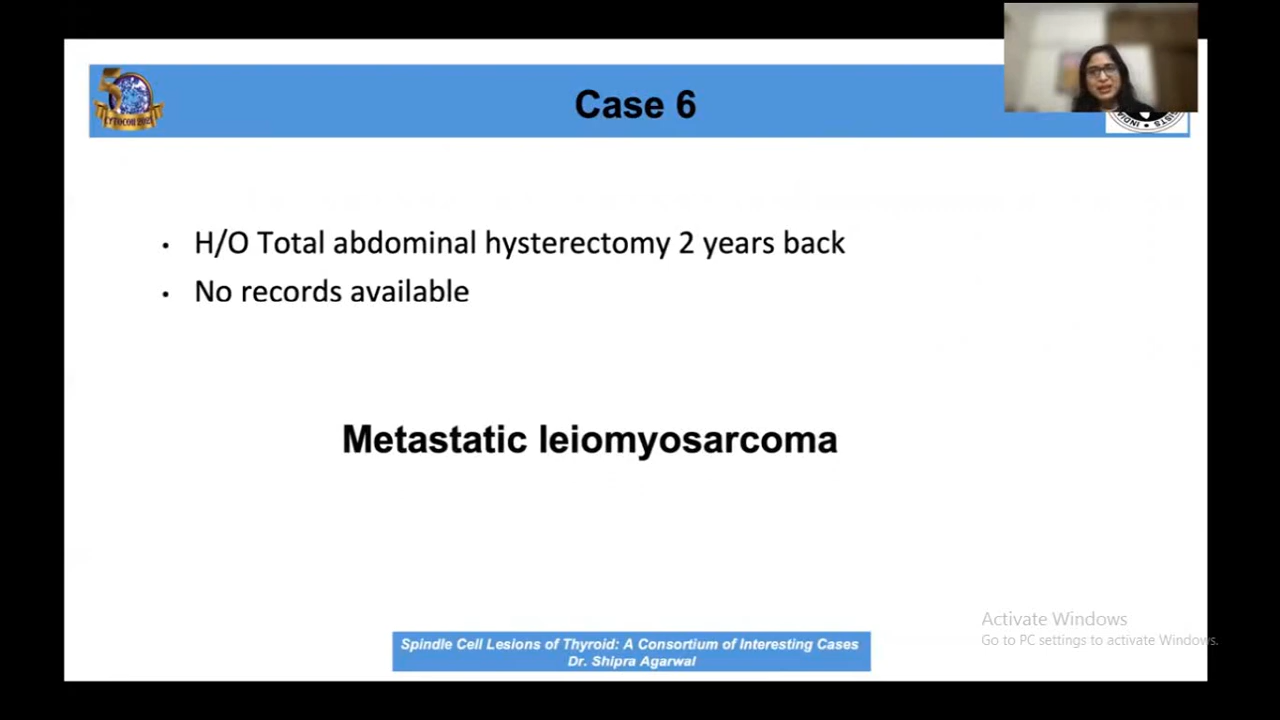 Case 6
• H/O Total abdominal hysterectomy 2 years back
• No records available
Metastatic leiomyosarcoma
Activate Windows
Go to PC settings to activate Windows.
Spindle Cell Lesions of Thyroid: A Consortium of Interesting Cases
Dr. Shipra Agarwal